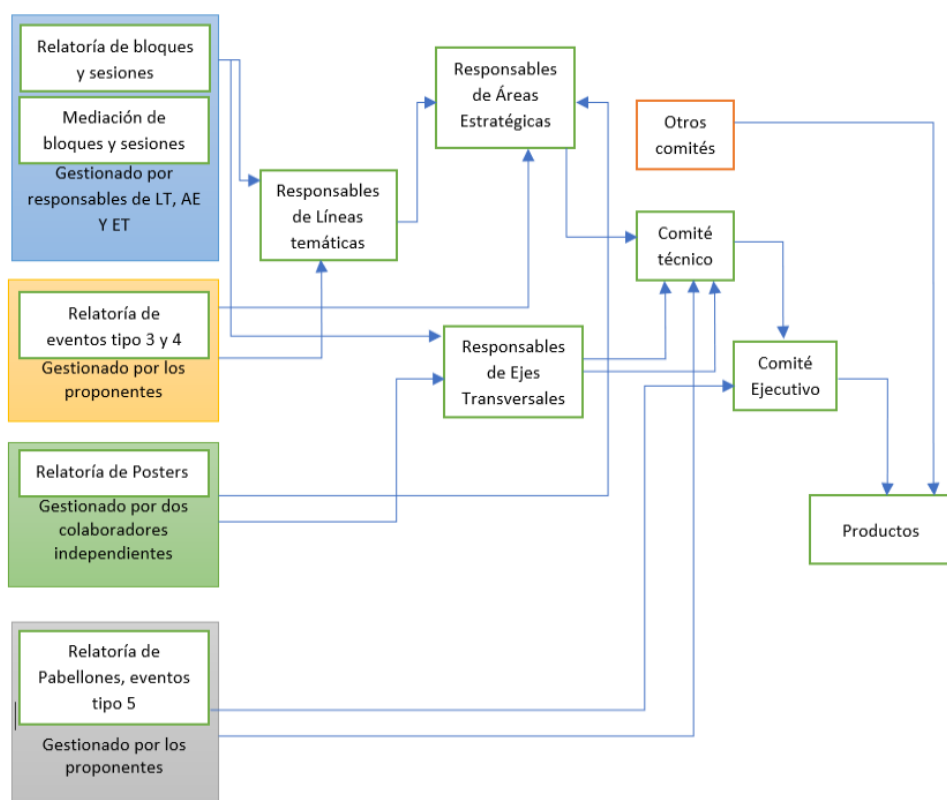 Relatoría de bloques
y sesiones
Mediación de
bloques y sesiones
Gestionado por
responsables de LT, AE
Y ET
Relatoría de
eventos tipo 3 y 4
Gestionado por los
proponentes
Relatoría de Posters
Gestionado por dos
colaboradores
independientes
Relatoría de
Pabellones, eventos
tipo 5
Gestionado por los
proponentes
Responsables
de Líneas
temáticas
Responsables
de Áreas
Estratégicas
Responsables
de Ejes
Transversales
Otros
comités
Comité
técnico
Comité
Ejecutivo
Productos